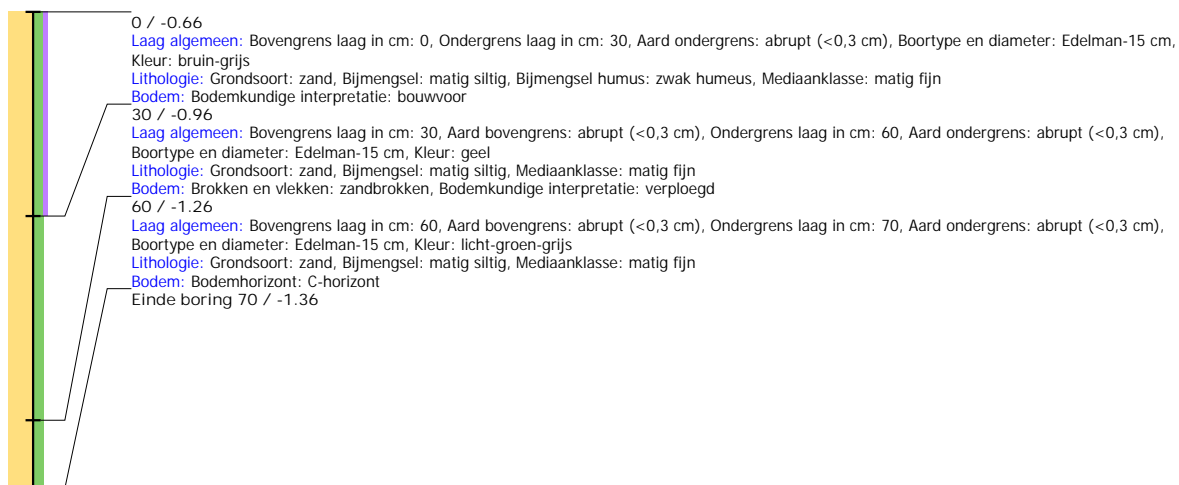 0 / -0.66
Laag algemeen: Bovengrens laag in cm: 0, Ondergrens laag in cm: 30, Aard ondergrens: abrupt (<0,3 cm), Boortype en diameter: Edelman-15 cm,
Kleur: bruin-grijs
Lithologie: Grondsoort: zand, Bijmengsel: matig siltig, Bijmengsel humus: zwak humeus, Mediaanklasse: matig fijn
Bodem: Bodemkundige interpretatie: bouwvoor
30 / -0.96
Laag algemeen: Bovengrens laag in cm: 30, Aard bovengrens: abrupt (<0,3 cm), Ondergrens laag in cm: 60, Aard ondergrens: abrupt (<0,3 cm),
Boortype en diameter: Edelman-15 cm, Kleur: geel
Lithologie: Grondsoort: zand, Bijmengsel: matig siltig, Mediaanklasse: matig fijn
Bodem: Brokken en vlekken: zandbrokken, Bodemkundige interpretatie: verploegd
60 / -1.26
Laag algemeen: Bovengrens laag in cm: 60, Aard bovengrens: abrupt (<0,3 cm), Ondergrens laag in cm: 70, Aard ondergrens: abrupt (<0,3 cm),
Boortype en diameter: Edelman-15 cm, Kleur: licht-groen-grijs
Lithologie: Grondsoort: zand, Bijmengsel: matig siltig, Mediaanklasse: matig fijn
Bodem: Bodemhorizont: C-horizont
Einde boring 70 / -1.36